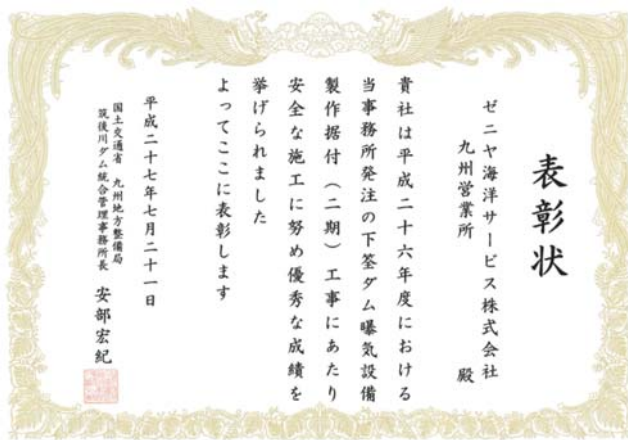 表彰状
ゼニヤ海洋サービス株式会社
九州営業所 殿
貴社は平成二十六年度における
当事務所発注の下筌ダム曝気設備
製作据付（二期）工事にあたり
安全な施工に努め優秀な成績を
挙げられました
よってここに表彰します
平成二十七年七月二十一日
国土交通省 九州地方整備局
筑後川ダム統合管理事務所長 安部宏紀